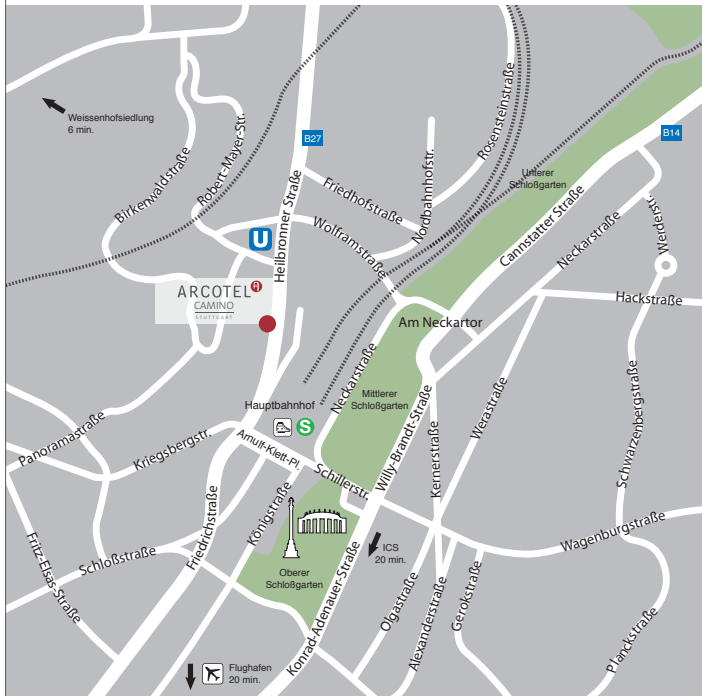 Weissenhofsiedlung
6 min.
B27
B14
Rosensteinstraße
Robert-Mayer-Str.
Birkenwaldstraße
Heilbronner Straße
Friedhofstraße
Nordbahnhofstr.
Unterer
Schloßgarten
Cannstatter Straße
Neckarstraße
Werderstr.
Wolframstraße
U
ARCOTEL
CAMINO
STUTTGART
Hackstraße
Am Neckartor
Neckarstraße
Mittlerer
Schloßgarten
Hauptbahnhof
S
Willy-Brandt-Straße
Kernerstraße
Werastraße
Schwarzenbergstraße
Panoramastraße
Kriegsbergstr.
Arnult-Klett-Pl.
Schillerstr.
Königstraße
Friedrichstraße
Schloßstraße
Fritz-Elsas-Straße
Oberer
Schloßgarten
ICS
20 min.
Konrad-Adenauer-Straße
Olgastraße
Alexanderstraße
Gerokstraße
Wagenburgstraße
Planckstraße
Flughafen
20 min.